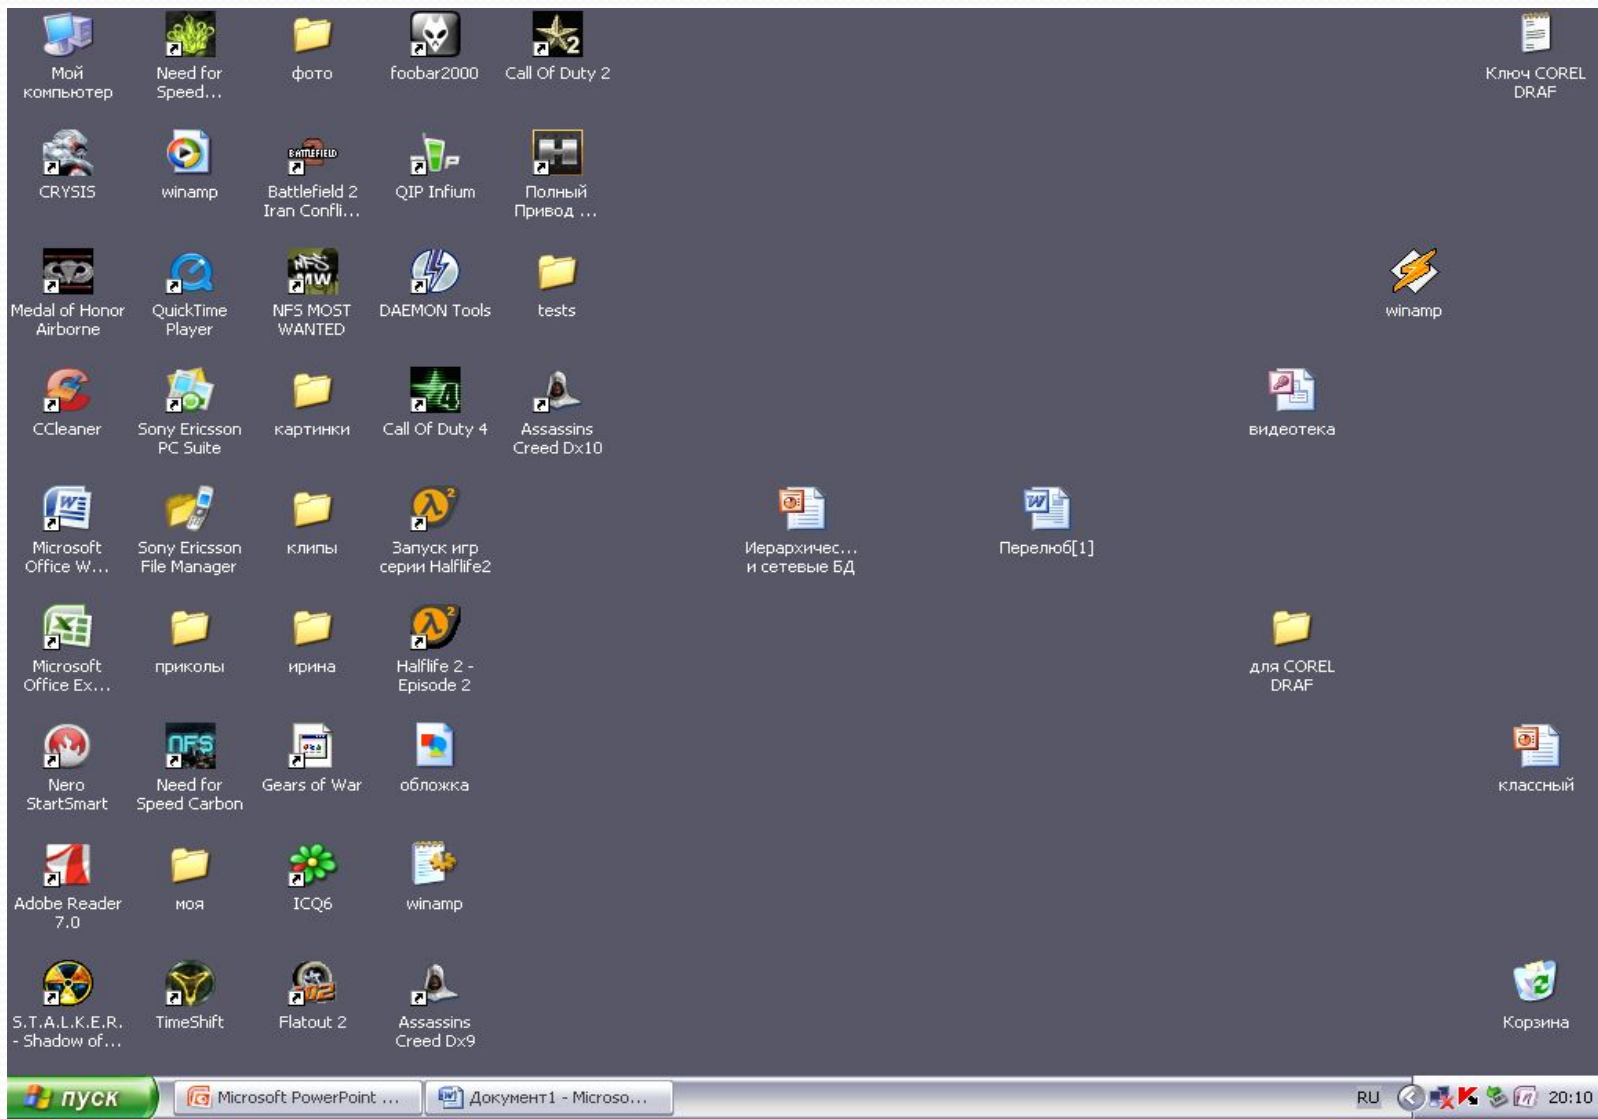 Мой
компьютер
Need for
Speed...
фото
foobar2000
Call Of Duty 2
Ключ COREL
DRAF
CRYSIS
winamp
BATTLEFIELD
Battlefield 2
Iran Confli...
QIP Infium
Полный
Привод ...
Medal of Honor
Airborne
QuickTime
Player
NFS MOST
WANTED
DAEMON Tools
tests
winamp
CCleaner
Sony Ericsson
PC Suite
картинки
Call Of Duty 4
Assassins
Creed Dx10
видеотека
Microsoft
Office W...
Sony Ericsson
File Manager
клипы
Запуск игр
серии Halflife2
Иерархичес...
и сетевые БД
Перелюб[1]
Microsoft
Office Ex...
приколы
ирина
Halflife 2 -
Episode 2
для COREL
DRAF
Nero
StartSmart
Need for
Speed Carbon
Gears of War
обложка
классный
Adobe Reader
7.0
моя
ICQ6
winamp
S.T.A.L.K.E.R.
- Shadow of...
TimeShift
Flatout 2
Assassins
Creed Dx9
Корзина
пуск
Microsoft PowerPoint ...
Документ1 - Microso...
RU
20:10